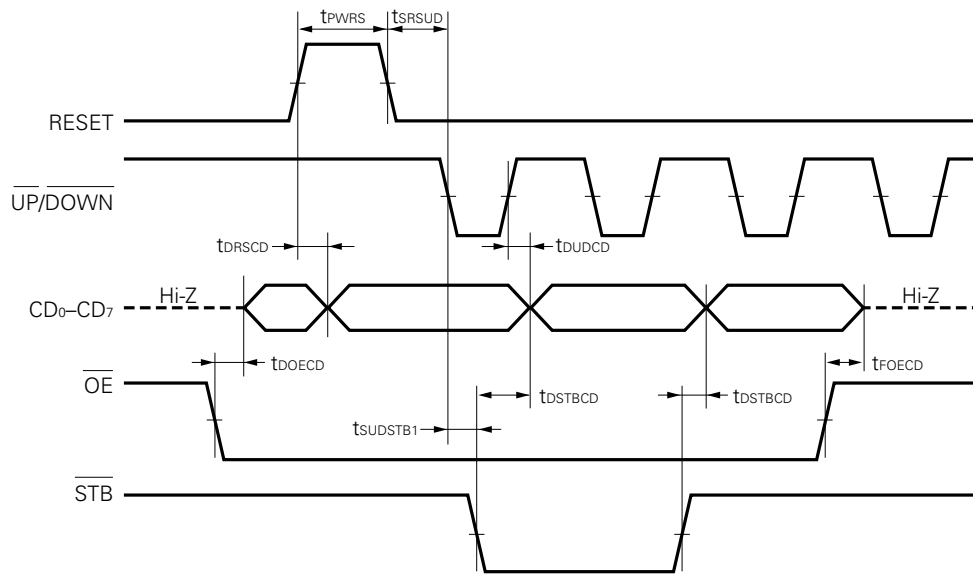 tPWRS tSRSUD
RESET
UP/DOWN
tDRSCD tDUDCD
Hi-Z Hi-Z
CD0–CD7
tDOECD tFOECD
OE
tDSTBCD tDSTBCD
tSUDSTB1
STB